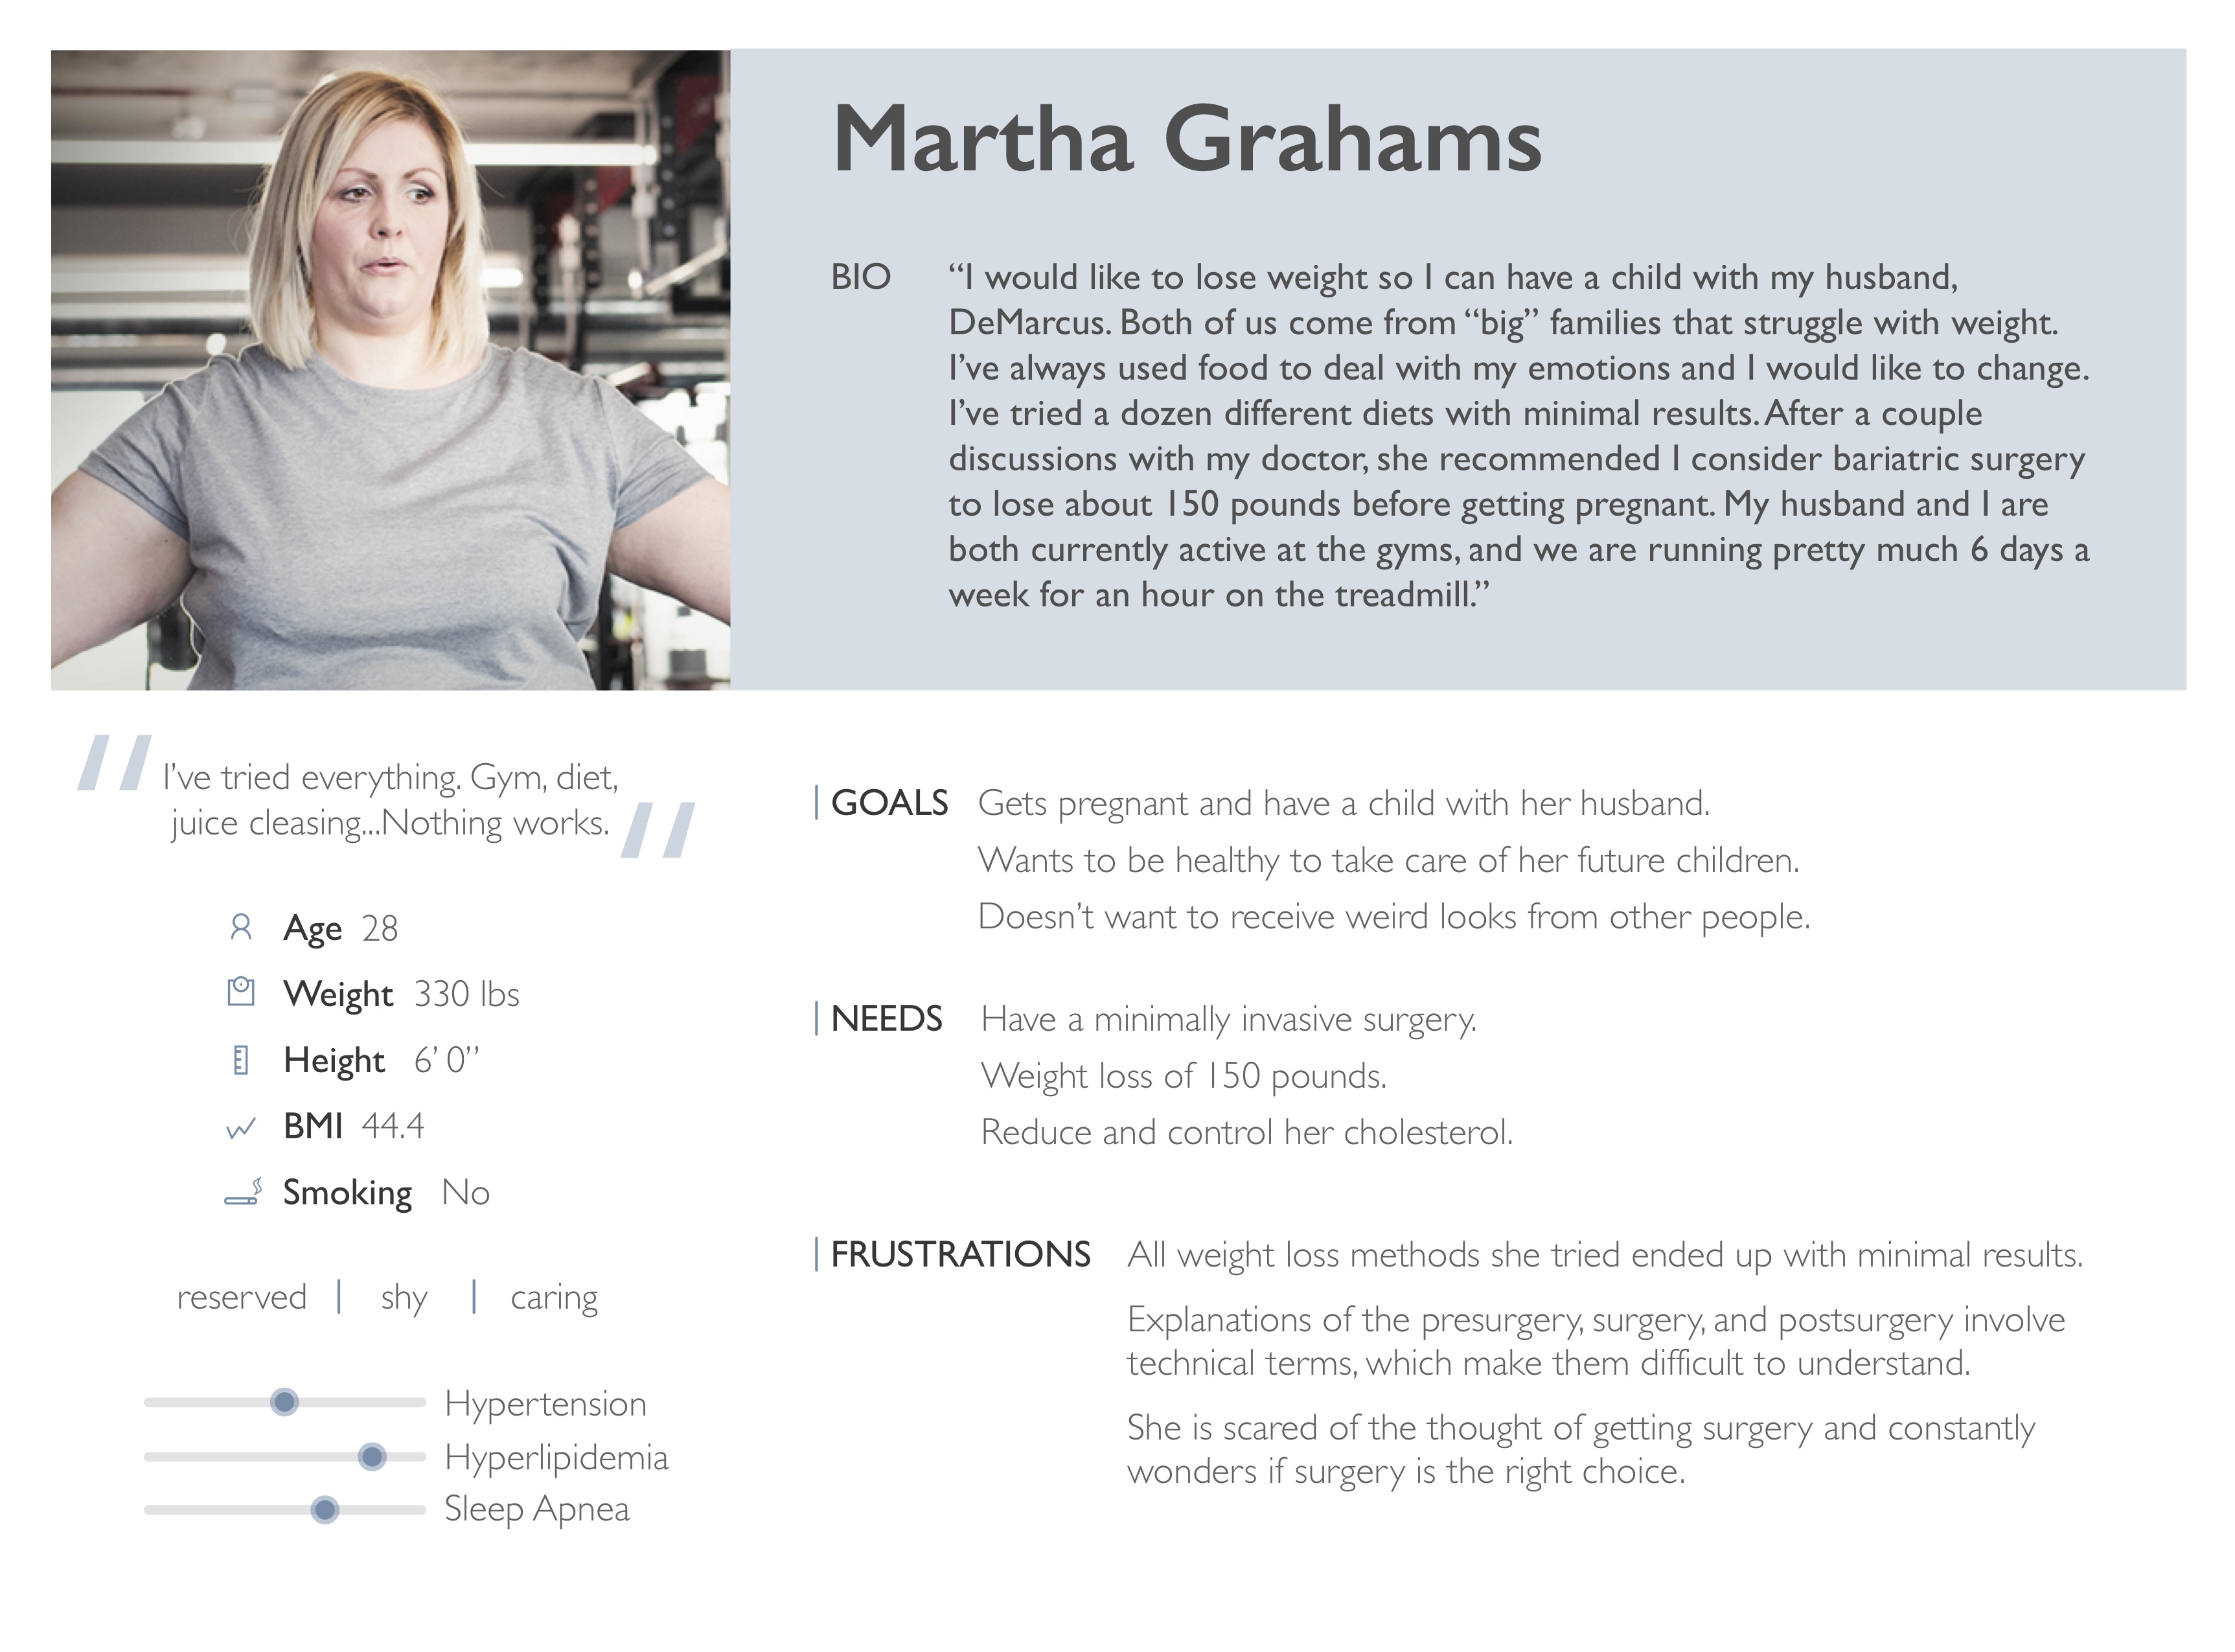 Martha Grahams
BIO
“I would like to lose weight so I can have a child with my husband,
DeMarcus. Both of us come from “big” families that struggle with weight.
I’ve always used food to deal with my emotions and I would like to change.
I’ve tried a dozen different diets with minimal results. After a couple
discussions with my doctor, she recommended I consider bariatric surgery
to lose about 150 pounds before getting pregnant. My husband and I are
both currently active at the gyms, and we are running pretty much 6 days a
week for an hour on the treadmill.”
"I’ve tried everything. Gym, diet,
juice cleasing...Nothing works."
Age 28
Weight 330 lbs
Height 6’ 0’’
BMI 44.4
Smoking No
reserved | shy | caring
Hypertension
Hyperlipidemia
Sleep Apnea
| GOALS Gets pregnant and have a child with her husband.
Wants to be healthy to take care of her future children.
Doesn’t want to receive weird looks from other people.
| NEEDS Have a minimally invasive surgery.
Weight loss of 150 pounds.
Reduce and control her cholesterol.
| FRUSTRATIONS All weight loss methods she tried ended up with minimal results.
Explanations of the presurgery, surgery, and postsurgery involve
technical terms, which make them difficult to understand.
She is scared of the thought of getting surgery and constantly
wonders if surgery is the right choice.